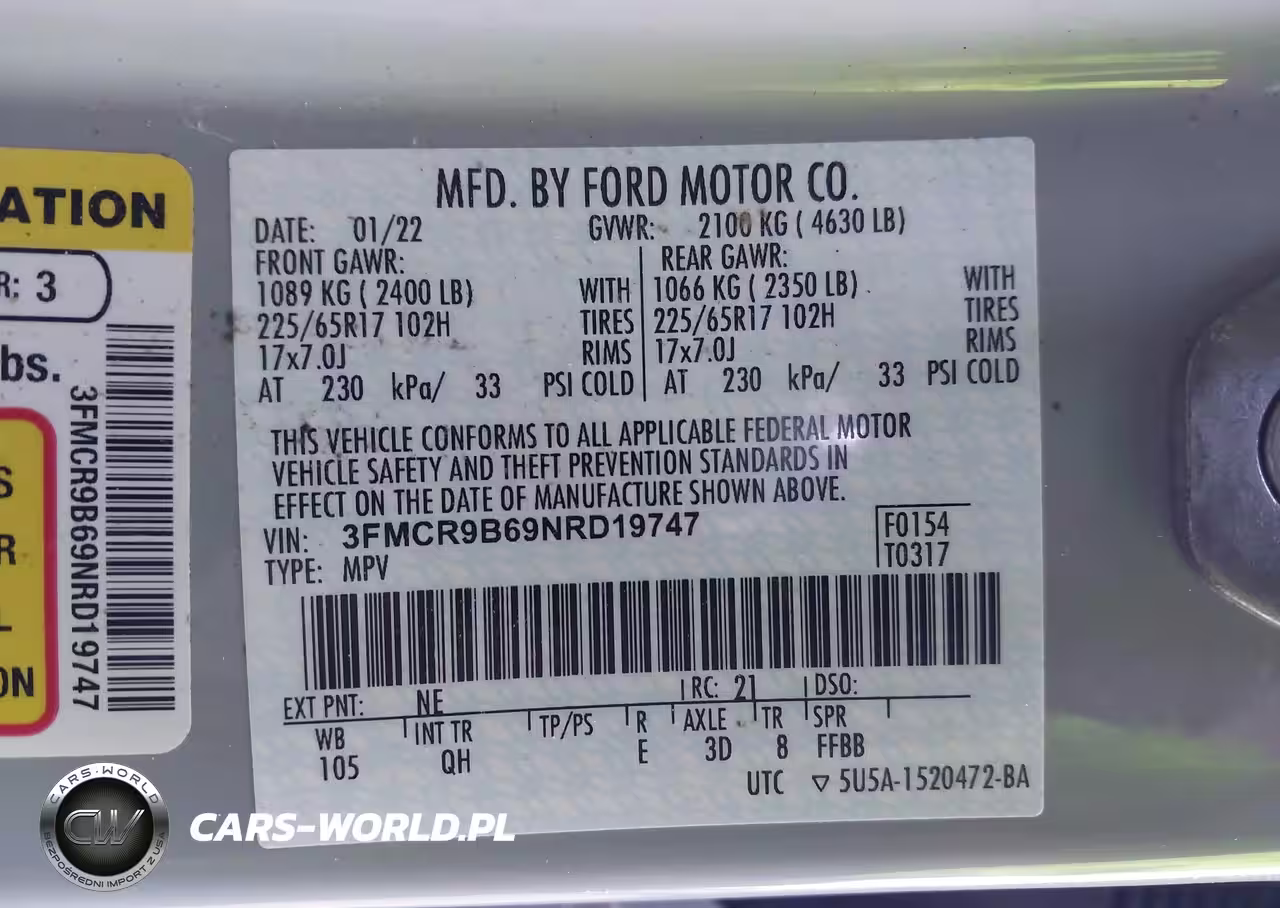 ATION
R: 3
bs.
S
R
L
ON
3FMCR9B69NRD19747
MFD. BY FORD MOTOR CO.
DATE: 01/22 GVWR: 2100 KG ( 4630 LB)
FRONT GAWR: REAR GAWR:
1089 KG ( 2400 LB) WITH 1066 KG ( 2350 LB) WITH
225/65R17 102H TIRES 225/65R17 102H TIRES
17x7.0J RIMS 17x7.0J RIMS
AT 230 kPa/ 33 PSI COLD AT 230 kPa/ 33 PSI COLD
THIS VEHICLE CONFORMS TO ALL APPLICABLE FEDERAL MOTOR
VEHICLE SAFETY AND THEFT PREVENTION STANDARDS IN
EFFECT ON THE DATE OF MANUFACTURE SHOWN ABOVE.
VIN: 3FMCR9B69NRD19747 F0154
TYPE: MPV T0317
EXT PNT: NE RC: 21 DSO:
WB INT TR TP/PS R AXLE TR SPR
105 QH E 3D 8 FFBB
UTC ▽ 5U5A-1520472-BA
CARS-WORLD
CW
BEZPOŚREDNI IMPORT Z USA
CARS-WORLD.PL